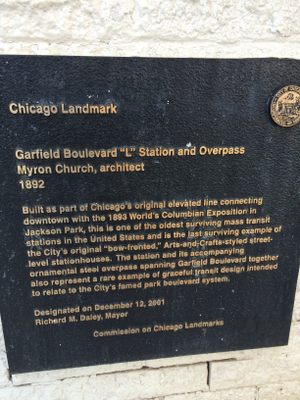 Chicago Landmark
Garfield Boulevard "L" Station and Overpass
Myron Church, architect
1892
Built as part of Chicago's original elevated line connecting
downtown with the 1893 World's Columbian Exposition in
Jackson Park, this is one of the oldest surviving mass transit
stations in the United States and is the last surviving example of
the City's original "bow-fronted," Arts-and-Crafts-styled street-
level stationhouses. The station and its accompanying
ornamental steel overpass spanning Garfield Boulevard together
also represent a rare example of graceful transit design intended
to relate to the City's famed park boulevard system.
Designated on December 12, 2001
Richard M. Daley, Mayor
Commission on Chicago Landmarks